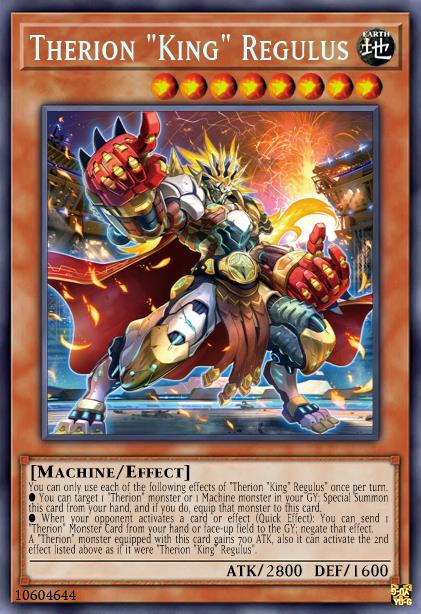 Therion "King" Regulus
EARTH
地
[Machine/Effect]
You can only use each of the following effects of "Therion "King" Regulus" once per turn.
● You can target 1 "Therion" monster or 1 Machine monster in your GY; Special Summon
this card from your hand, and if you do, equip that monster to this card.
● When your opponent activates a card or effect (Quick Effect): You can send 1
"Therion" Monster Card from your hand or face-up field to the GY; negate that effect.
A "Therion" monster equipped with this card gains 700 ATK, also it can activate the 2nd
effect listed above as if it were "Therion "King" Regulus".
ATK/2800 DEF/1600
10604644